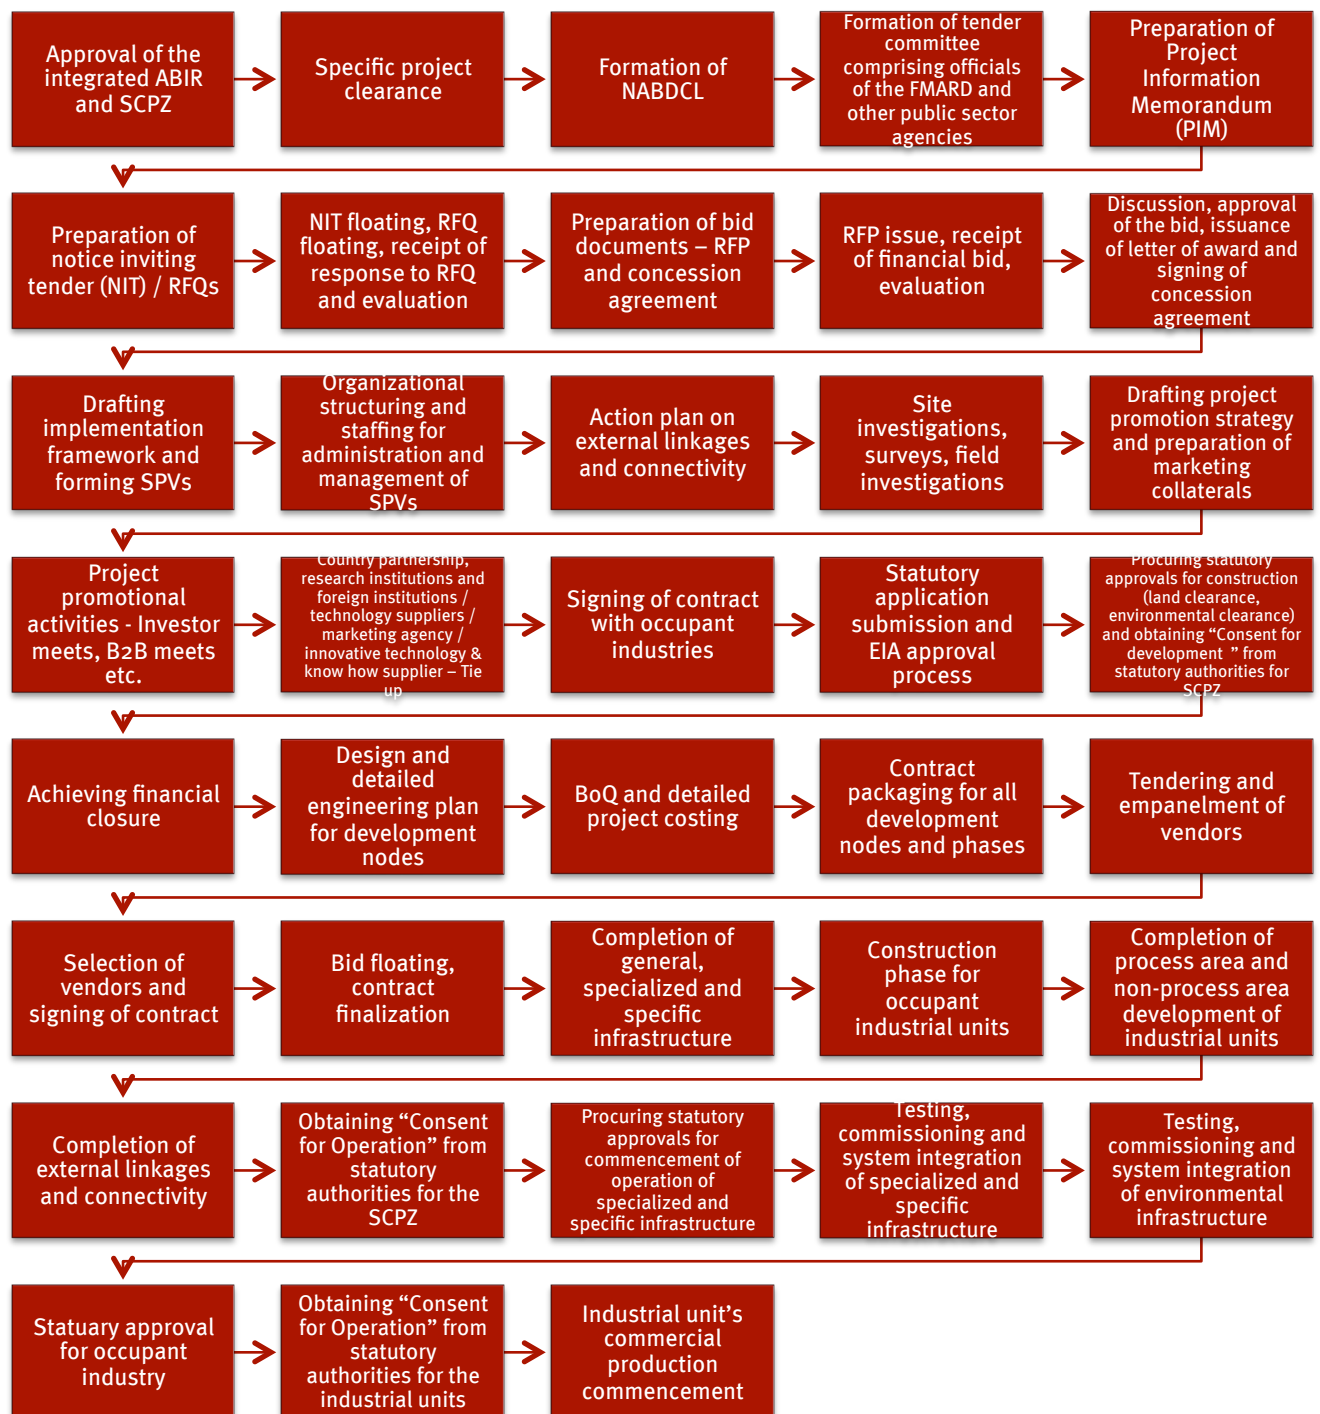 Approval of the
integrated ABIR
and SCPZ
Specific project
clearance
Formation of
NABDCL
Formation of tender
committee
comprising officials
of the FMARD and
other public sector
agencies
Preparation of
Project
Information
Memorandum
(PIM)
Preparation of
notice inviting
tender (NIT) / RFQs
NIT floating, RFQ
floating, receipt of
response to RFQ
and evaluation
Preparation of bid
documents – RFP
and concession
agreement
RFP issue, receipt
of financial bid,
evaluation
Discussion, approval
of the bid, issuance
of letter of award and
signing of
concession
agreement
Drafting
implementation
framework and
forming SPVs
Organizational
structuring and
staffing for
administration and
management of
SPVs
Action plan on
external linkages
and connectivity
Site
investigations,
surveys, field
investigations
Drafting project
promotion strategy
and preparation of
marketing
collaterals
Project
promotional
activities - Investor
meets, B2B meets
etc.
Country partnership,
research institutions and
foreign institutions /
technology suppliers /
marketing agency /
innovative technology &
know how supplier – Tie
up
Signing of contract
with occupant
industries
Statutory
application
submission and
EIA approval
process
Procuring statutory
approvals for construction
(land clearance,
environmental clearance)
and obtaining “Consent for
development ” from
statutory authorities for
SCPZ
Achieving financial
closure
Design and
detailed
engineering plan
for development
nodes
BoQ and detailed
project costing
Contract
packaging for all
development
nodes and phases
Tendering and
empanelment of
vendors
Selection of
vendors and
signing of contract
Bid floating,
contract
finalization
Completion of
general,
specialized and
specific
infrastructure
Construction
phase for
occupant
industrial units
Completion of
process area and
non-process area
development of
industrial units
Completion of
external linkages
and connectivity
Obtaining “Consent
for Operation” from
statutory
authorities for the
SCPZ
Procuring statutory
approvals for
commencement of
operation of
specialized and
specific infrastructure
Testing,
commissioning and
system integration
of specialized and
specific
infrastructure
Testing,
commissioning and
system integration
of environmental
infrastructure
Statuary approval
for occupant
industry
Obtaining “Consent
for Operation” from
statutory
authorities for the
industrial units
Industrial unit’s
commercial
production
commencement